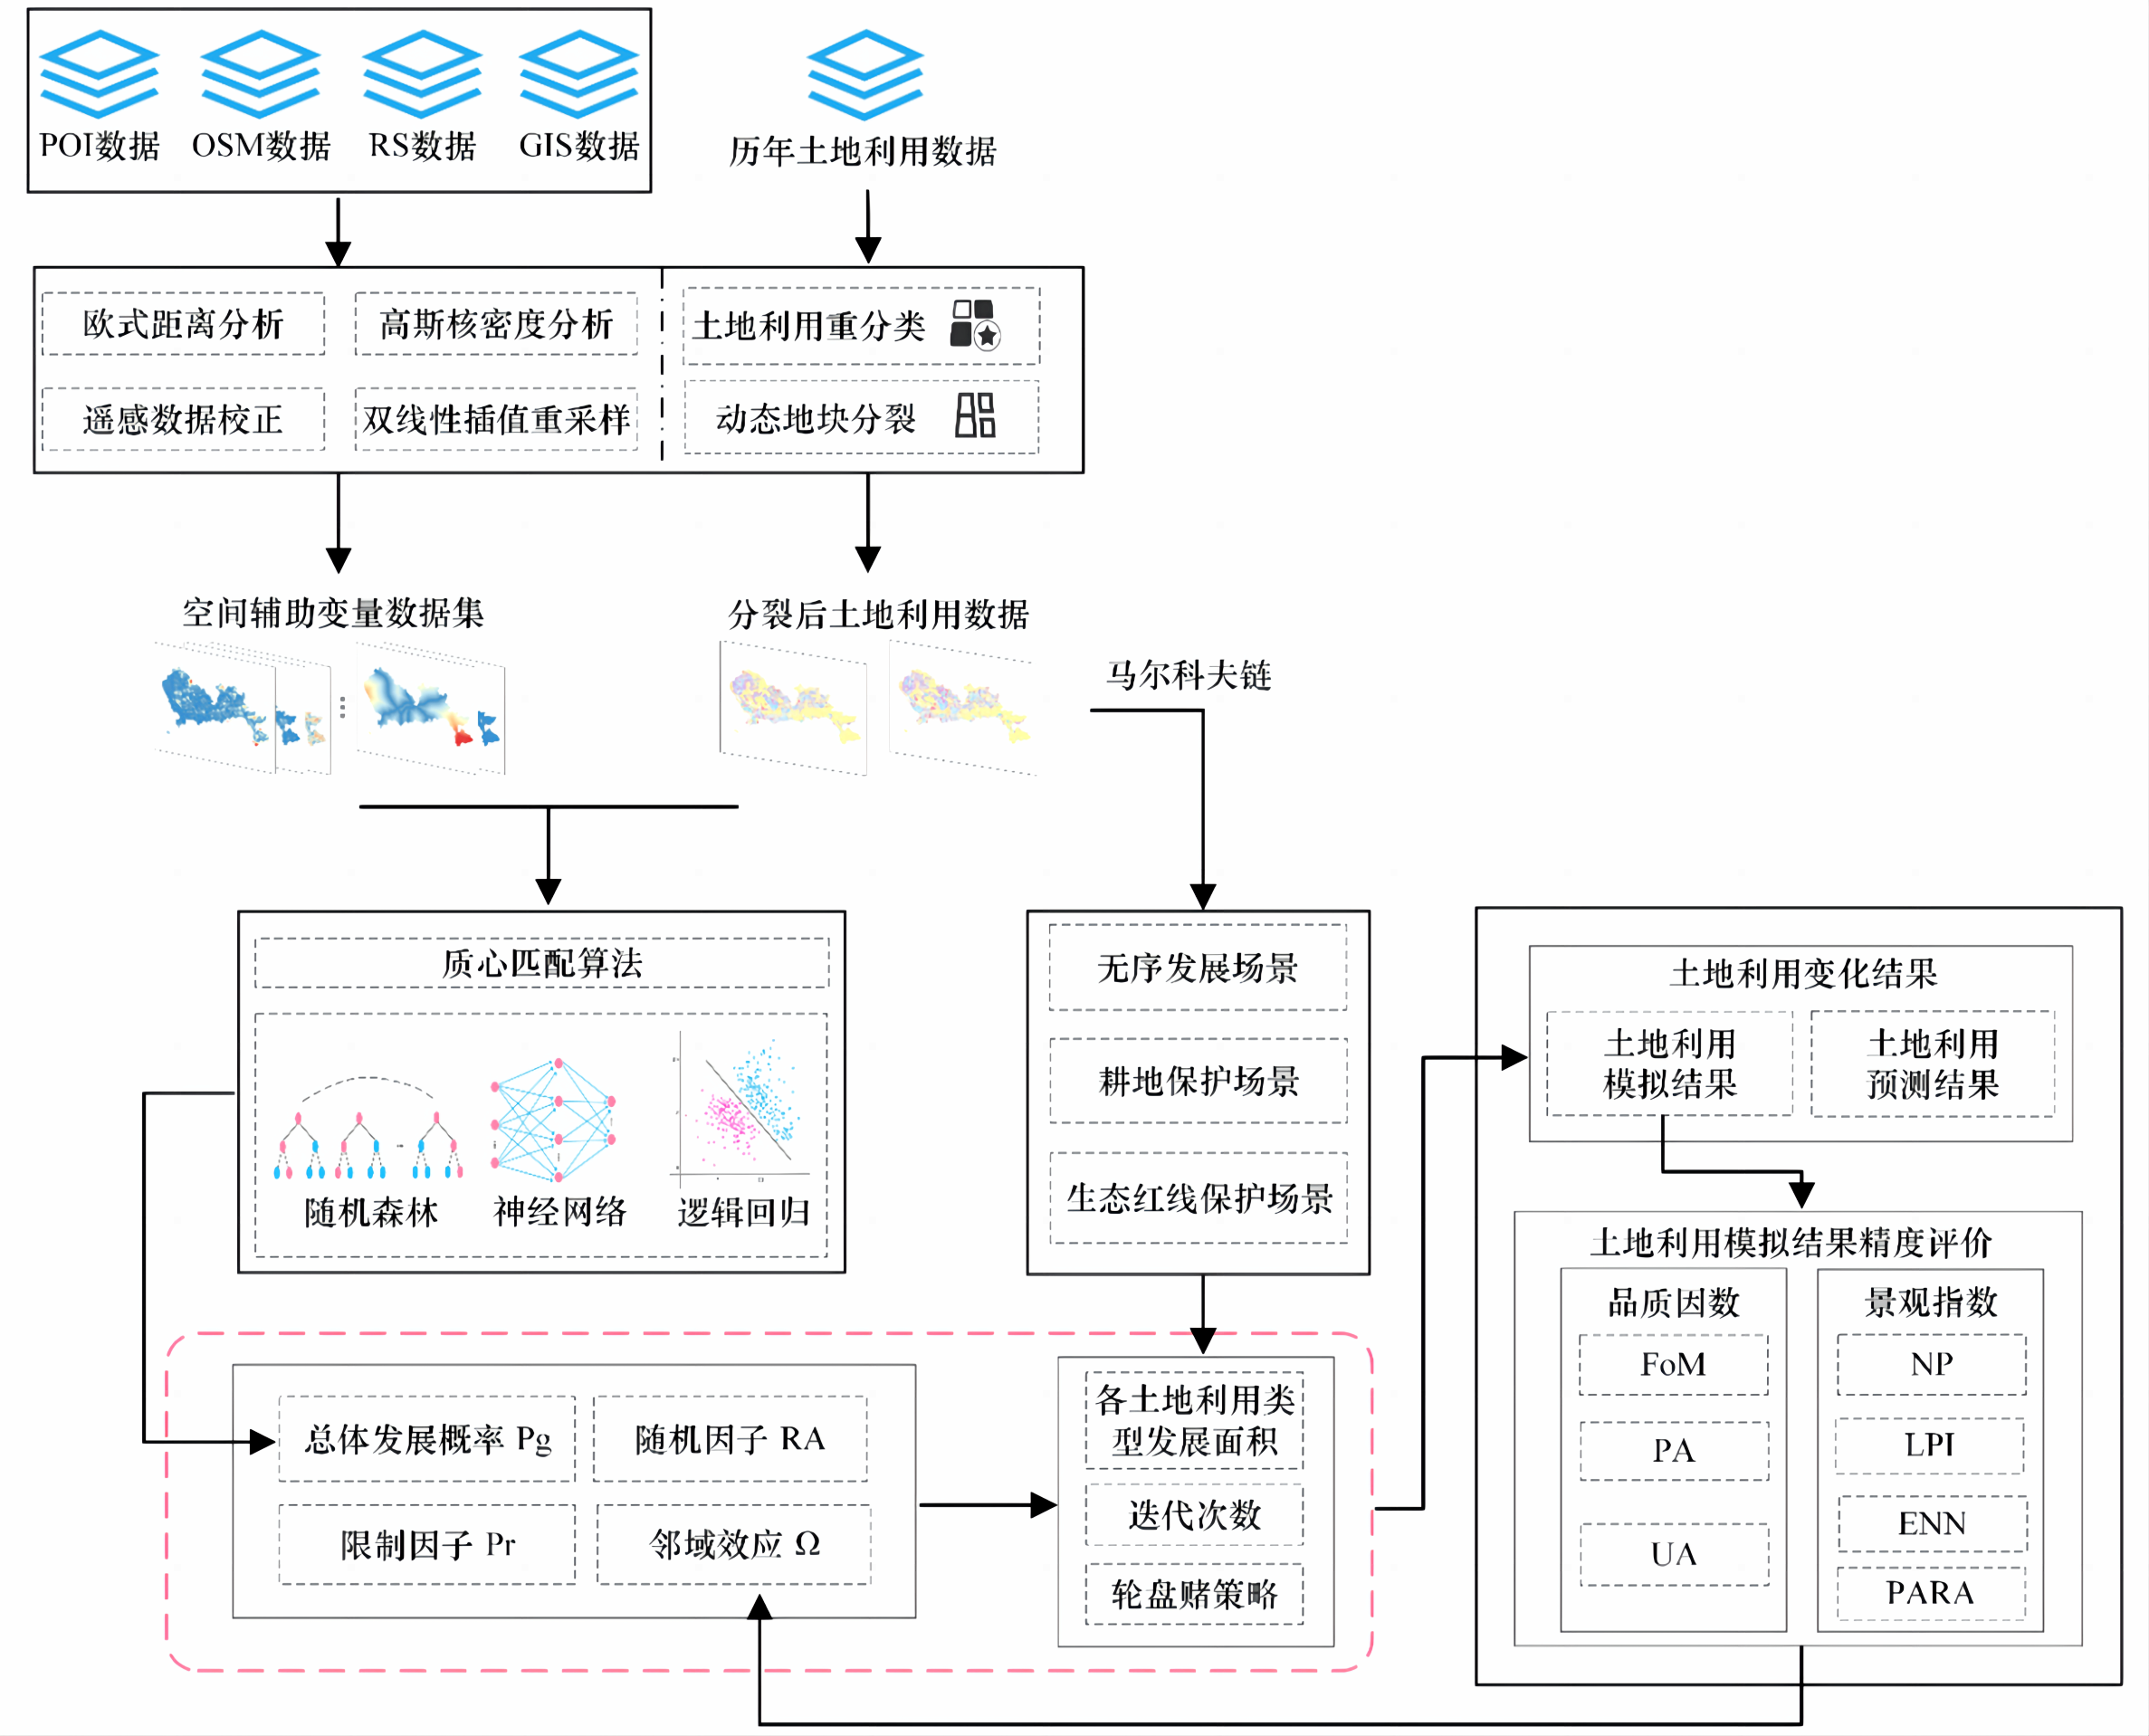 POI数据
OSM数据
RS数据
GIS数据
历年土地利用数据
欧式距离分析
高斯核密度分析
土地利用重分类
遥感数据校正
双线性插值重采样
动态地块分裂
空间辅助变量数据集
分裂后土地利用数据
马尔科夫链
质心匹配算法
随机森林
神经网络
逻辑回归
无序发展场景
耕地保护场景
生态红线保护场景
总体发展概率 Pg
随机因子 RA
限制因子 Pr
邻域效应 Ω
各土地利用类
型发展面积
迭代次数
轮盘赌策略
土地利用变化结果
土地利用
模拟结果
土地利用
预测结果
土地利用模拟结果精度评价
品质因数
FoM
PA
UA
景观指数
NP
LPI
ENN
PARA